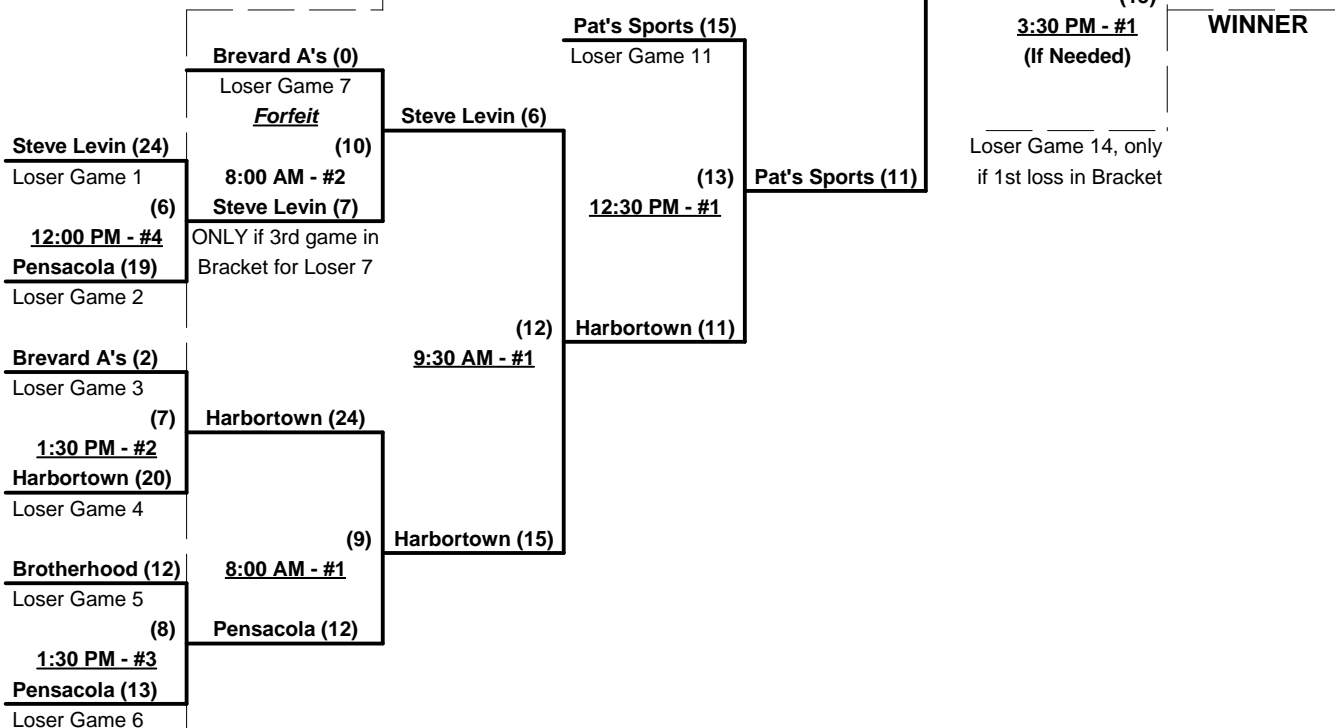 Brevard A's (0)
Loser Game 7
Forfeit
(10)
8:00 AM - #2
Steve Levin (7)
ONLY if 3rd game in
Bracket for Loser 7
Steve Levin (24)
Loser Game 1
(6)
12:00 PM - #4
Pensacola (19)
Loser Game 2
Brevard A's (2)
Loser Game 3
(7)
1:30 PM - #2
Harbortown (20)
Loser Game 4
Brotherhood (12)
Loser Game 5
(8)
1:30 PM - #3
Pensacola (13)
Loser Game 6
Harbortown (24)
(9)
8:00 AM - #1
Pensacola (12)
Steve Levin (6)
(12)
9:30 AM - #1
Harbortown (15)
Pat's Sports (15)
Loser Game 11
(13)
12:30 PM - #1
Harbortown (11)
Pat's Sports (11)
3:30 PM - #1
(If Needed)
Loser Game 14, only
if 1st loss in Bracket
WINNER